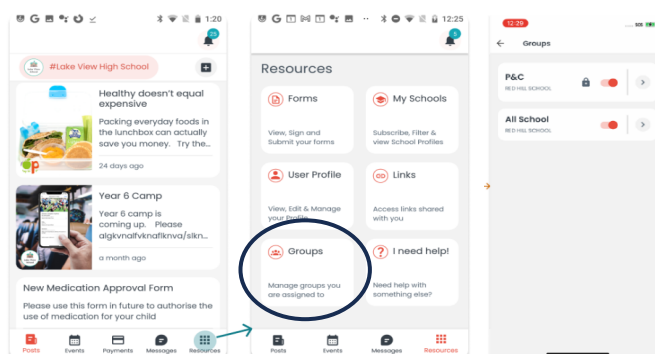 1:20
25
#Lake View High School
Healthy doesn't equal
expensive
Packing everyday foods in
the lunchbox can actually
save you money. Try the...
24 days ago
Year 6 Camp
Year 6 camp is
coming up. Please
algkvnalfvknaflknva/slkn...
a month ago
New Medication Approval Form
Please use this form in future to authorise the
use of medication for your child
Posts
Events
Payments
Messages
Resources
12:25
5
Resources
Forms
View, Sign and
Submit your forms
My Schools
Subscribe, Filter &
view School Profiles
User Profile
View, Edit & Manage
your Profile
Links
Access links shared
with you
Groups
Manage groups you
are assigned to
I need help!
Need help with
something else?
Posts
Events
Messages
Resources
12:29
SOS
Groups
P&C
RED HILL SCHOOL
All School
RED HILL SCHOOL